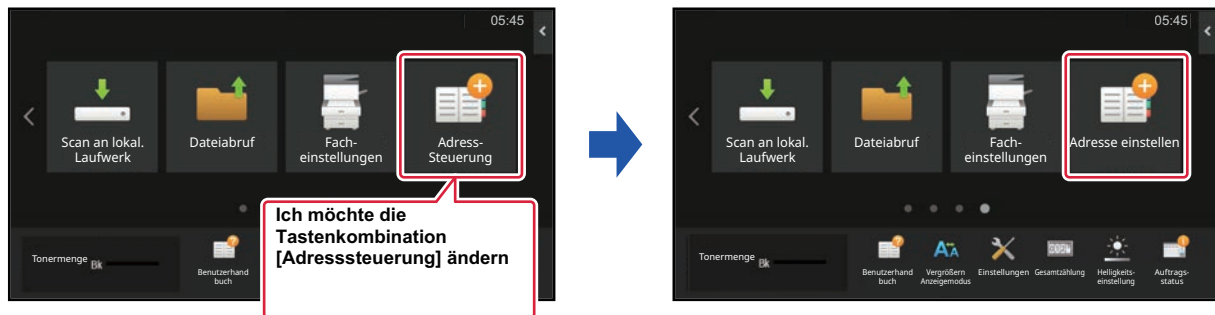 05:45
Scan an lokal.
Laufwerk
Dateiabruf
Fach-
einstellungen
Adress-
Steuerung
Ich möchte die
Tastenkombination
[Adresssteuerung] ändern
Tonermenge
Bk
Benutzerhand
buch
05:45
Scan an lokal.
Laufwerk
Dateiabruf
Fach-
einstellungen
Adresse einstellen
Tonermenge
Bk
Benutzerhand
buch
Vergrößern
Anzeigemodus
Einstellungen
Gesamtzählung
Helligkeits-
einstellung
Auftrags-
status